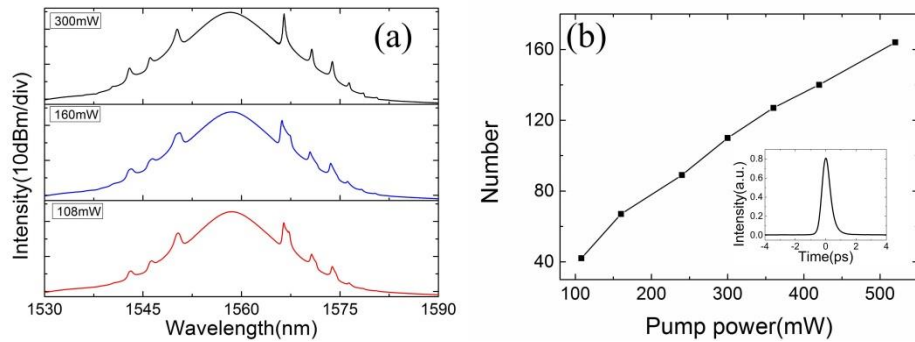 300mW
(a)
160mW
108mW
Intensity(10dBm/div)
1530 1545 1560 1575 1590
Wavelength(nm)
(b)
160
120
80
40
Number
100 200 300 400 500
Pump power(mW)
0.8
0.6
0.4
0.2
0.0
Intensity(a.u.)
-4 -2 0 2 4
Time(ps)